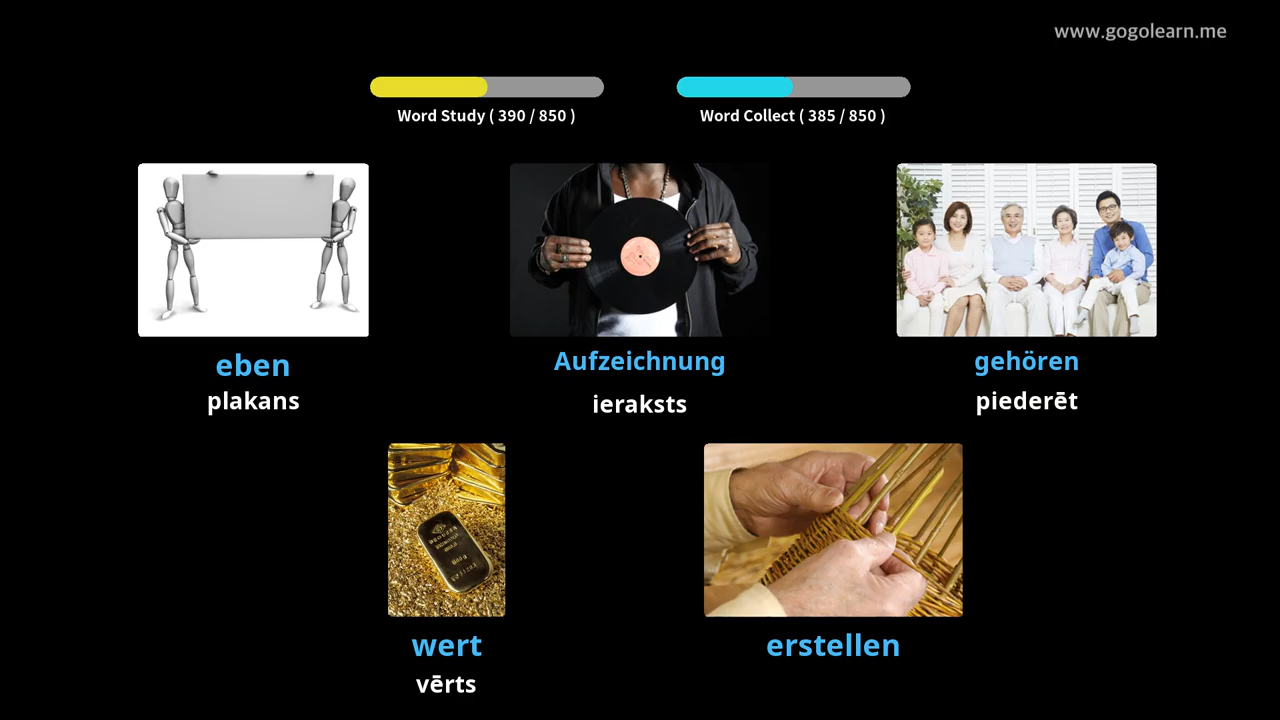 www.gogolearn.me
Word Study ( 390 / 850 )
Word Collect ( 385 / 850 )
eben
plakans
Aufzeichnung
ieraksts
gehören
piederēt
wert
vērts
erstellen